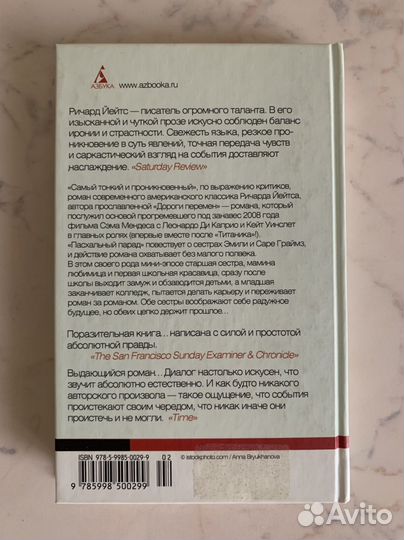 АЗБУКА
www.azbooka.ru
Ричард Йейтс — писатель огромного таланта. В его
изысканной и чуткой прозе искусно соблюден баланс
иронии и страстности. Свежесть языка, резкое про-
никновение в суть явлений, точная передача чувств
и саркастический взгляд на события доставляют
наслаждение. «Saturday Review»
«Самый тонкий и проникновенный», по выражению критиков,
роман современного американского классика Ричарда Йейтса,
автора прославленной «Дороги перемен» — романа, который
послужил основой прогремевшего под занавес 2008 года
фильма Сэма Мендеса с Леонардо Ди Каприо и Кейт Уинслет
в главных ролях (впервые вместе после «Титаника»!).
«Пасхальный парад» повествует о сестрах Эмили и Саре Граймз,
и действие романа охватывает без малого полвека.
В этом своего рода мини-эпосе старшая сестра, мамина
любимица и первая школьная красавица, сразу после
школы выходит замуж и обзаводится детьми, а младшая
заканчивает колледж, пытается делать карьеру и переживает
роман за романом. Обе сестры воображают себе радужное
будущее, но обеих цепко держит прошлое...
Поразительная книга... написана с силой и простотой
абсолютной правды.
«The San Francisco Sunday Examiner & Chronicle»
Выдающийся роман... Диалог настолько искусен, что
звучит абсолютно естественно. И как будто никакого
авторского произвола — такое ощущение, что события
проистекают своим чередом, что никак иначе они
проистечь и не могли. «Time»
© istockphoto.com / Anna Bryukhanova
ISBN 978-5-9985-0029-9
02
9 785998 500299
Avito